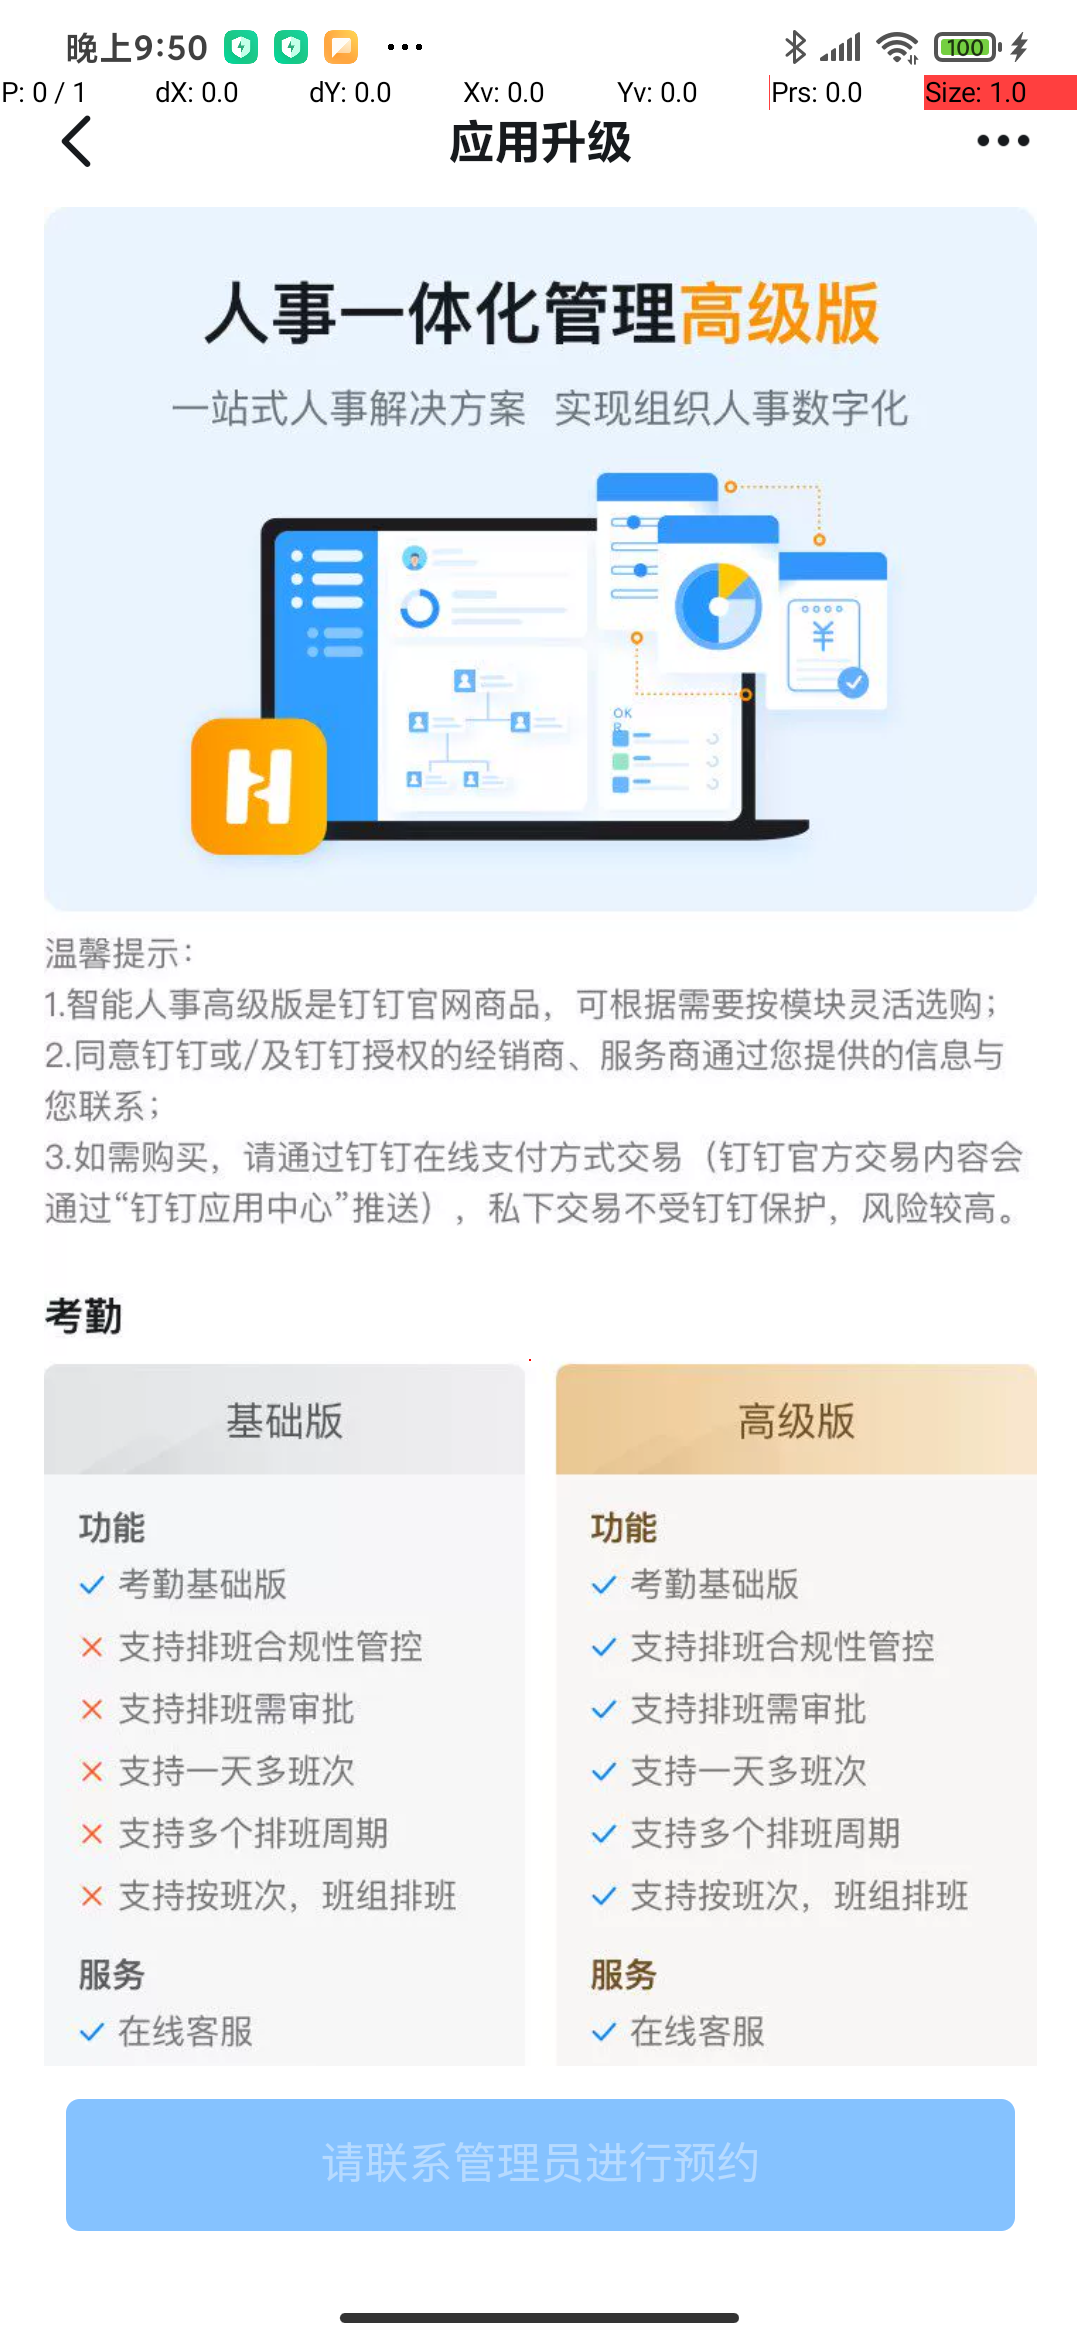 晚上9:50
100
P: 0 / 1
dX: 0.0
dY: 0.0
Xv: 0.0
Yv: 0.0
Prs: 0.0
Size: 1.0
应用升级
人事一体化管理高级版
一站式人事解决方案 实现组织人事数字化
OK
R
温馨提示：
1.智能人事高级版是钉钉官网商品，可根据需要按模块灵活选购；
2.同意钉钉或/及钉钉授权的经销商、服务商通过您提供的信息与
您联系；
3.如需购买，请通过钉钉在线支付方式交易（钉钉官方交易内容会
通过“钉钉应用中心”推送），私下交易不受钉钉保护，风险较高。
考勤
基础版
功能
考勤基础版
支持排班合规性管控
支持排班需审批
支持一天多班次
支持多个排班周期
支持按班次，班组排班
服务
在线客服
高级版
功能
考勤基础版
支持排班合规性管控
支持排班需审批
支持一天多班次
支持多个排班周期
支持按班次，班组排班
服务
在线客服
请联系管理员进行预约